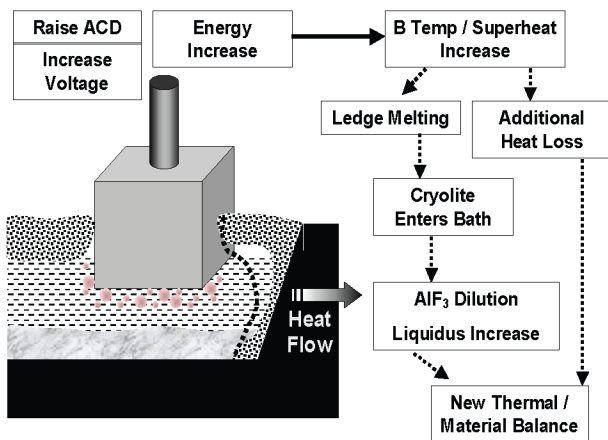 Raise ACD
Increase
Voltage
Energy
Increase
B Temp / Superheat
Increase
Ledge Melting
Additional
Heat Loss
Cryolite
Enters Bath
AlF₃ Dilution
Liquidus Increase
Heat
Flow
New Thermal /
Material Balance